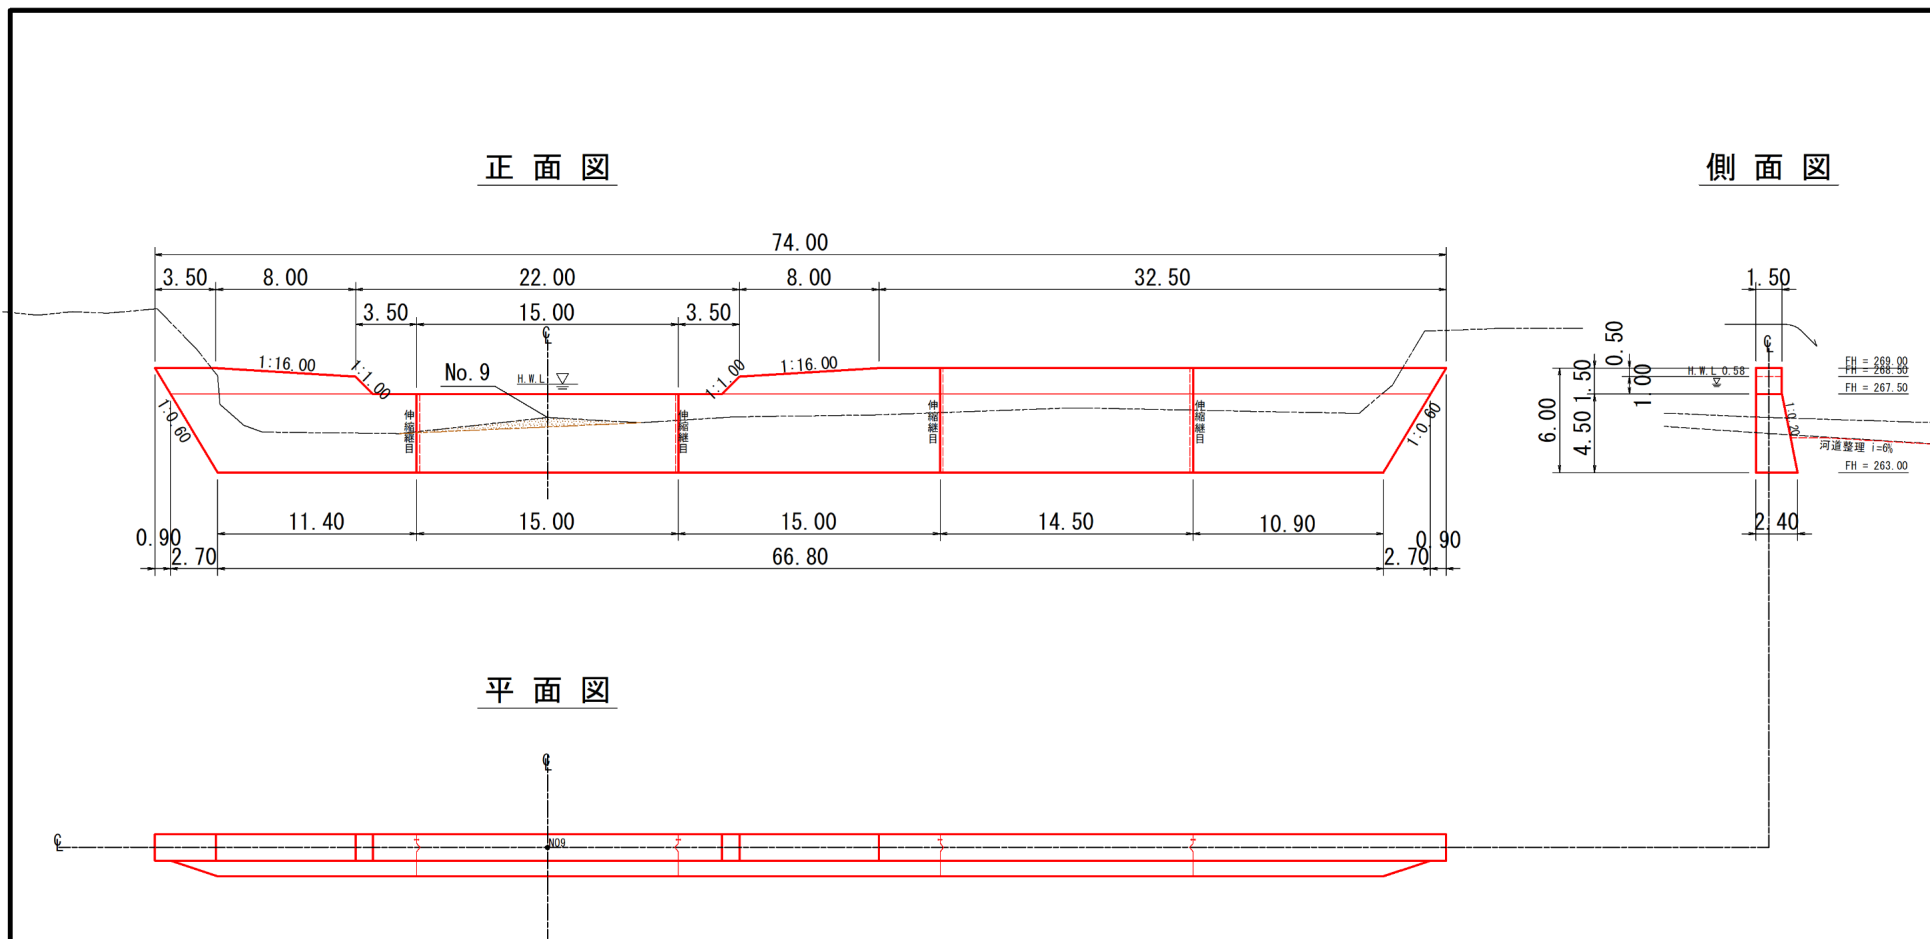 正面図
側面図
74.00
3.50 8.00 22.00 8.00 32.50
3.50 15.00 3.50
℄
1:16.00
1:1.00
No.9
H.W.L
1:1.00
1:16.00
1:0.60
伸縮継目
伸縮継目
伸縮継目
伸縮継目
1:0.60
11.40 15.00 15.00 14.50 10.90
0.90 2.70 66.80 2.70 0.90
1.50
℄
0.50
1.00
1.50
4.50
6.00
H.W.L 0.58
FH = 269.00
FH = 268.50
FH = 267.50
1:0.20
河道整理 i=6%
FH = 263.00
2.40
平面図
℄
℄
NO9